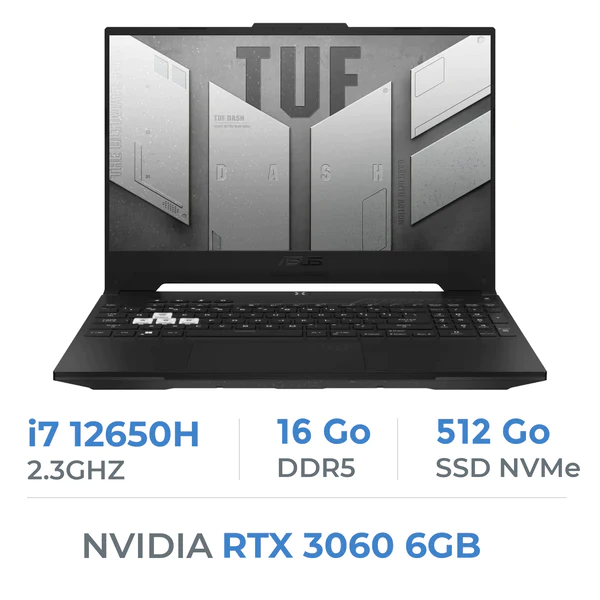 TUF
TUF DASH
D A S H
ASUS
i7 12650H
2.3GHZ
16 Go
DDR5
512 Go
SSD NVMe
NVIDIA RTX 3060 6GB